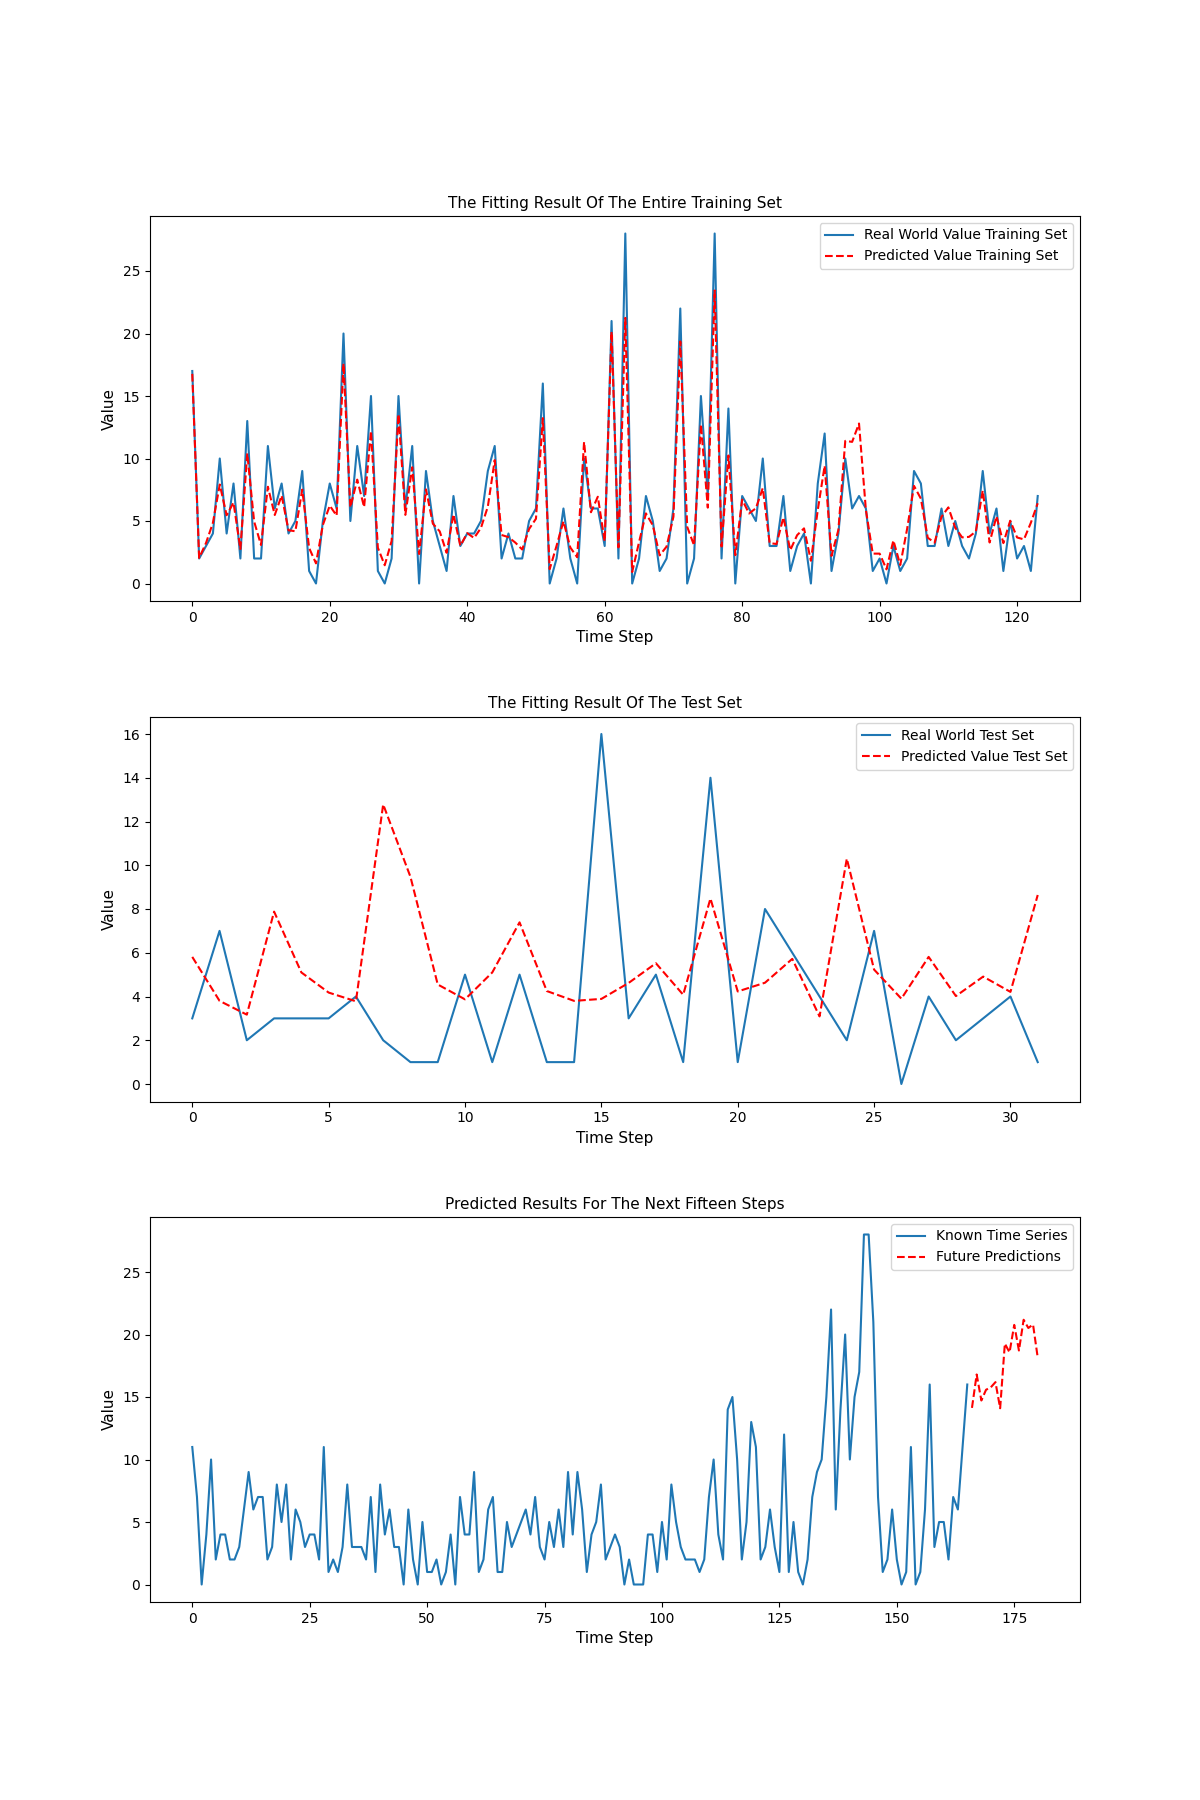 The Fitting Result Of The Entire Training Set
Real World Value Training Set
Predicted Value Training Set
25
20
15
10
5
0
Value
0 20 40 60 80 100 120
Time Step
The Fitting Result Of The Test Set
Real World Test Set
Predicted Value Test Set
16
14
12
10
8
6
4
2
0
Value
0 5 10 15 20 25 30
Time Step
Predicted Results For The Next Fifteen Steps
Known Time Series
Future Predictions
25
20
15
10
5
0
Value
0 25 50 75 100 125 150 175
Time Step